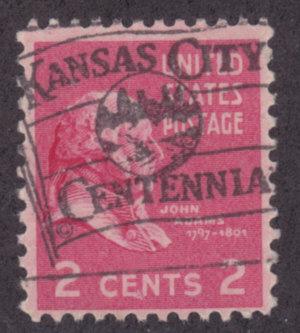 KANSAS CITY
UNITED
STATES
POSTAGE
CENTENNIA
JOHN
ADAMS
1797-1801
2 CENTS 2